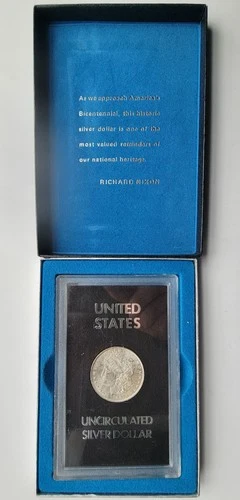 As we approach America's
Bicentennial, this historic
silver dollar is one of the
most valued reminders of
our national heritage.
RICHARD NIXON
UNITED
STATES
UNCIRCULATED
SILVER DOLLAR